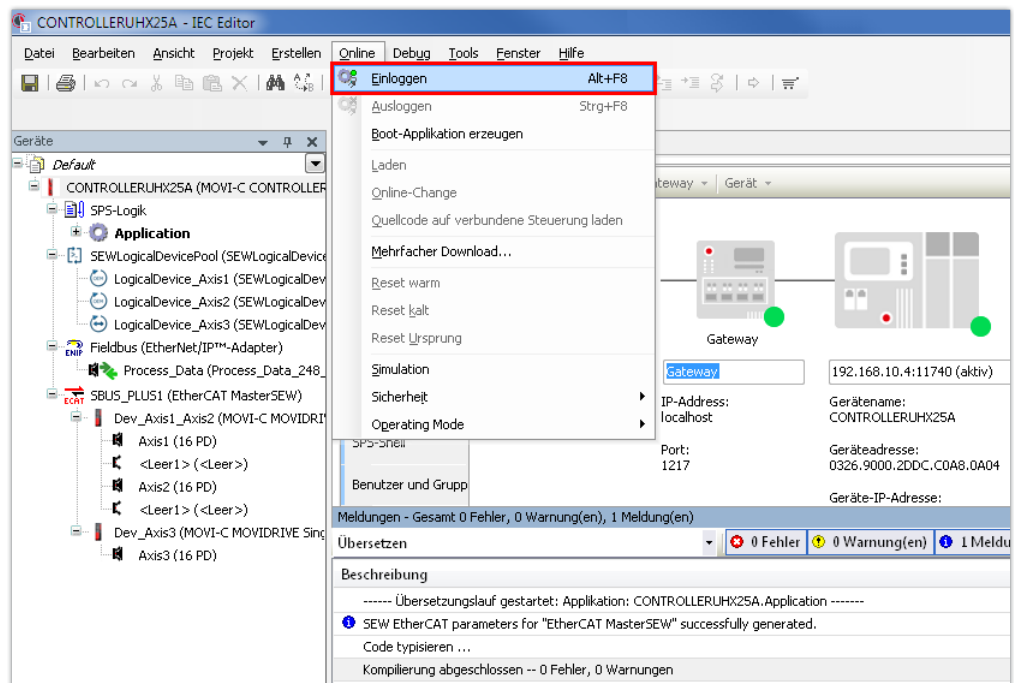 CONTROLLERUHX25A - IEC Editor
Datei Bearbeiten Ansicht Projekt Erstellen Online Debug Tools Fenster Hilfe
Einloggen Alt+F8
Ausloggen Strg+F8
Boot-Applikation erzeugen
Laden
Online-Change
Quellcode auf verbundene Steuerung laden
Mehrfacher Download...
Reset warm
Reset kalt
Reset Ursprung
Simulation
Sicherheit
Operating Mode
Geräte
Default
CONTROLLERUHX25A (MOVI-C CONTROLLER
SPS-Logik
Application
SEWLogicalDevicePool (SEWLogicalDevice
LogicalDevice_Axis1 (SEWLogicalDev
LogicalDevice_Axis2 (SEWLogicalDev
LogicalDevice_Axis3 (SEWLogicalDev
ENIP Fieldbus (EtherNet/IP™-Adapter)
Process_Data (Process_Data_248_
ECAT SBUS_PLUS1 (EtherCAT MasterSEW)
Dev_Axis1_Axis2 (MOVI-C MOVIDRI
Axis1 (16 PD)
<Leer1> (<Leer>)
Axis2 (16 PD)
<Leer1> (<Leer>)
Dev_Axis3 (MOVI-C MOVIDRIVE Sing
Axis3 (16 PD)
teway Gerät
Gateway
Gateway 192.168.10.4:11740 (aktiv)
IP-Address:
localhost
Port:
1217
Gerätename:
CONTROLLERUHX25A
Geräteadresse:
0326.9000.2DDC.C0A8.0A04
Geräte-IP-Adresse:
SPS-Shell
Benutzer und Grupp
Meldungen - Gesamt 0 Fehler, 0 Warnung(en), 1 Meldung(en)
Übersetzen 0 Fehler 0 Warnung(en) 1 Meldu
Beschreibung
------ Übersetzungslauf gestartet: Applikation: CONTROLLERUHX25A.Application -------
SEW EtherCAT parameters for "EtherCAT MasterSEW" successfully generated.
Code typisieren ...
Kompilierung abgeschlossen -- 0 Fehler, 0 Warnungen